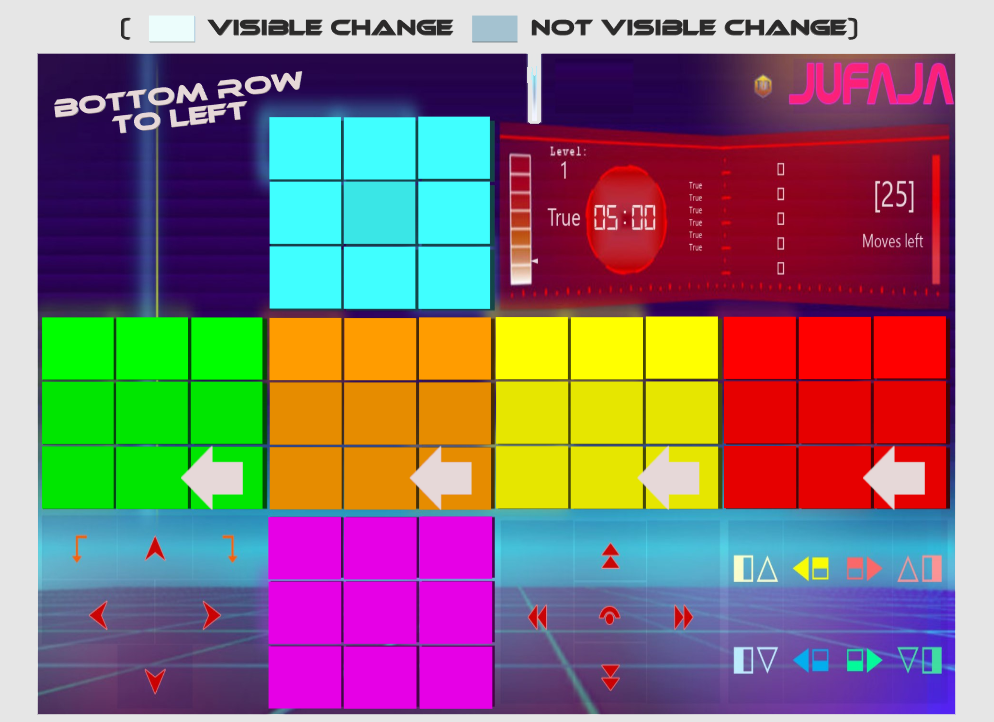 ( VISIBLE CHANGE NOT VISIBLE CHANGE)
BOTTOM ROW
TO LEFT
JUFAJA
Level:
1
True
05:00
True
True
True
True
True
True
[25]
Moves left